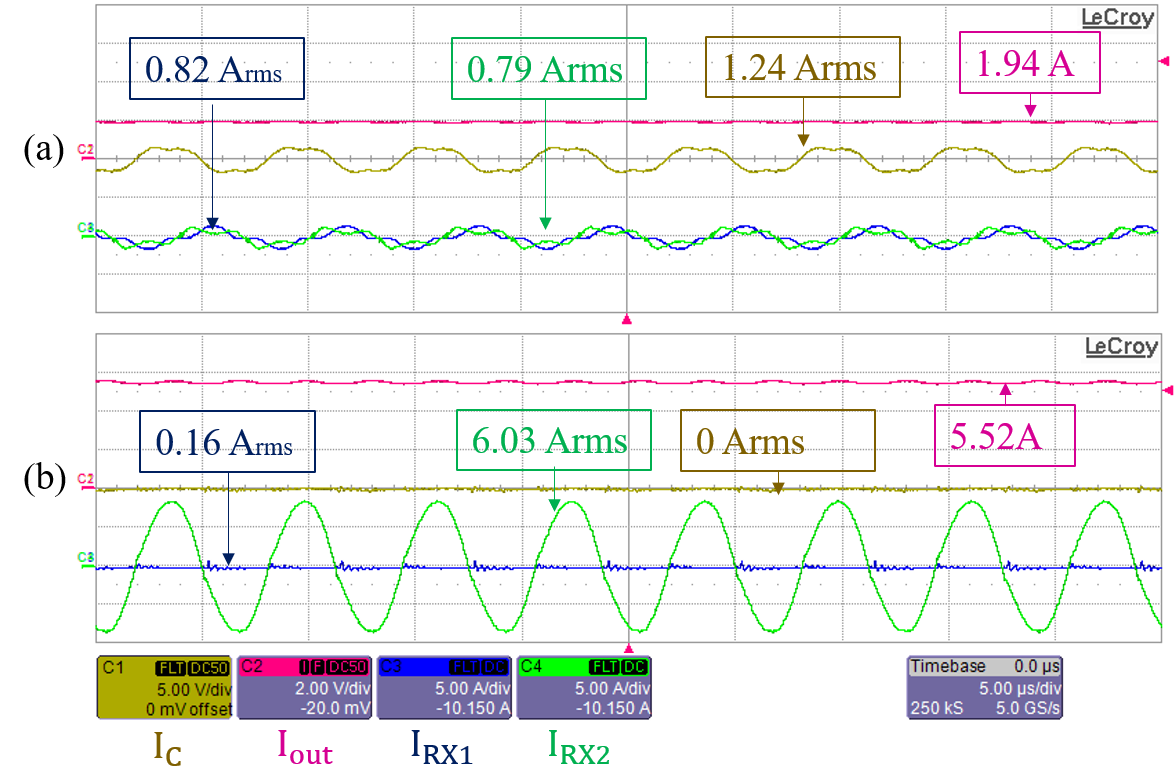 LeCroy
0.82 Arms
0.79 Arms
1.24 Arms
1.94 A
(a)
C2
C3
LeCroy
0.16 Arms
6.03 Arms
0 Arms
5.52A
(b)
C2
C3
C1 FLT DC50
5.00 V/div
0 mV offset
C2 F DC50
2.00 V/div
-20.0 mV
C3 FLT DC
5.00 A/div
-10.150 A
C4 FLT DC
5.00 A/div
-10.150 A
Timebase 0.0 µs
5.00 µs/div
250 kS 5.0 GS/s
IC Iout IRX1 IRX2